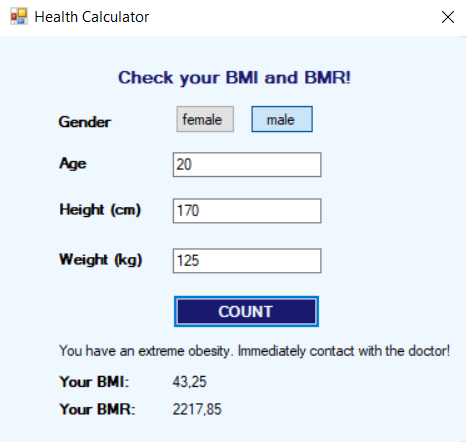 Health Calculator
Check your BMI and BMR!
Gender female male
Age 20
Height (cm) 170
Weight (kg) 125
COUNT
You have an extreme obesity. Immediately contact with the doctor!
Your BMI: 43,25
Your BMR: 2217,85